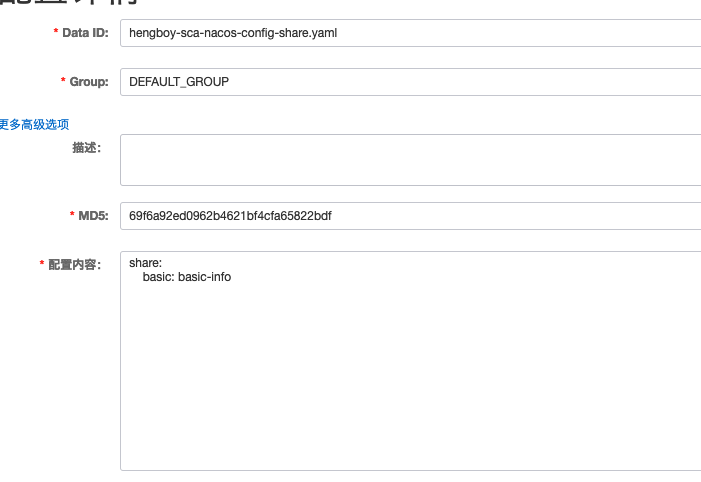 * Data ID: hengboy-sca-nacos-config-share.yaml
* Group: DEFAULT_GROUP
更多高级选项
描述:
* MD5: 69f6a92ed0962b4621bf4cfa65822bdf
* 配置内容: share:
basic: basic-info